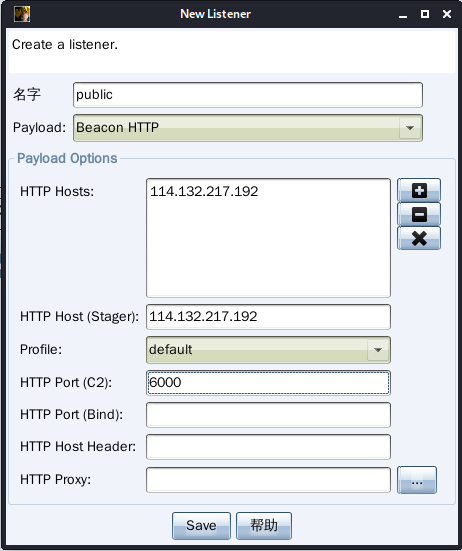 New Listener
Create a listener.
名字 public
Payload: Beacon HTTP
Payload Options
HTTP Hosts: 114.132.217.192
HTTP Host (Stager): 114.132.217.192
Profile: default
HTTP Port (C2): 6000
HTTP Port (Bind):
HTTP Host Header:
HTTP Proxy: ...
Save 帮助